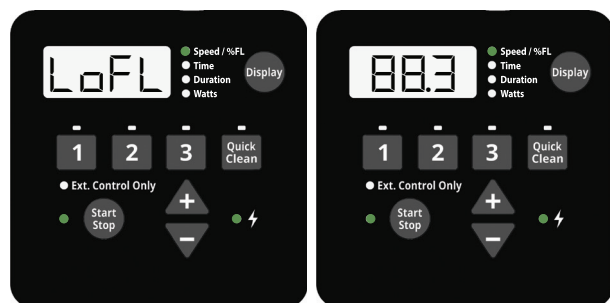 LoFL
Speed / %FL
Time
Duration
Watts
Display
1 2 3 Quick Clean
Ext. Control Only
Start Stop
+
−
88.3
Speed / %FL
Time
Duration
Watts
Display
1 2 3 Quick Clean
Ext. Control Only
Start Stop
+
−